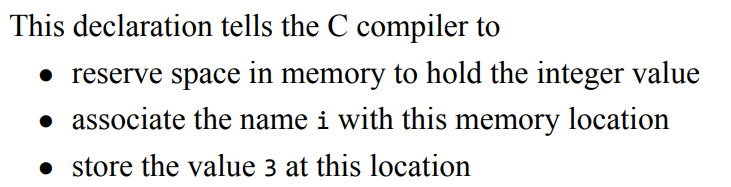 This declaration tells the C compiler to
• reserve space in memory to hold the integer value
• associate the name i with this memory location
• store the value 3 at this location